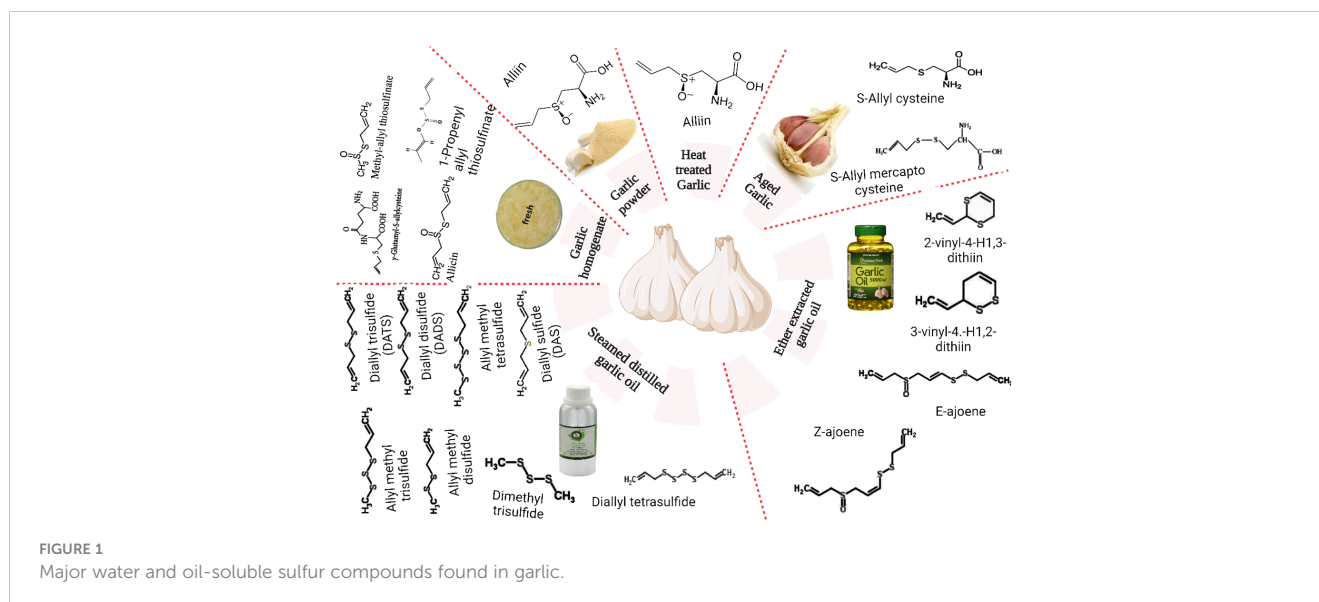 Alliin
Alliin
S-Allyl cysteine
S-Allyl mercapto
cysteine
Methyl-allyl thiosulfinate
1-Propenyl
allyl
thiosulfinate
γ-Glutamyl-S-allylcysteine
Allicin
Garlic
homogenate
fresh
Garlic
powder
Heat
treated
Garlic
Aged
Garlic
Ether extracted
garlic oil
Garlic
Oil
2-vinyl-4-H1,3-
dithiin
3-vinyl-4.-H1,2-
dithiin
E-ajoene
Z-ajoene
Steamed distilled
garlic oil
Diallyl trisulfide
(DATS)
Diallyl disulfide
(DADS)
Allyl methyl
tetrasulfide
Diallyl sulfide
(DAS)
Allyl methyl
trisulfide
Allyl methyl
disulfide
Dimethyl
trisulfide
Diallyl tetrasulfide
FIGURE 1
Major water and oil-soluble sulfur compounds found in garlic.